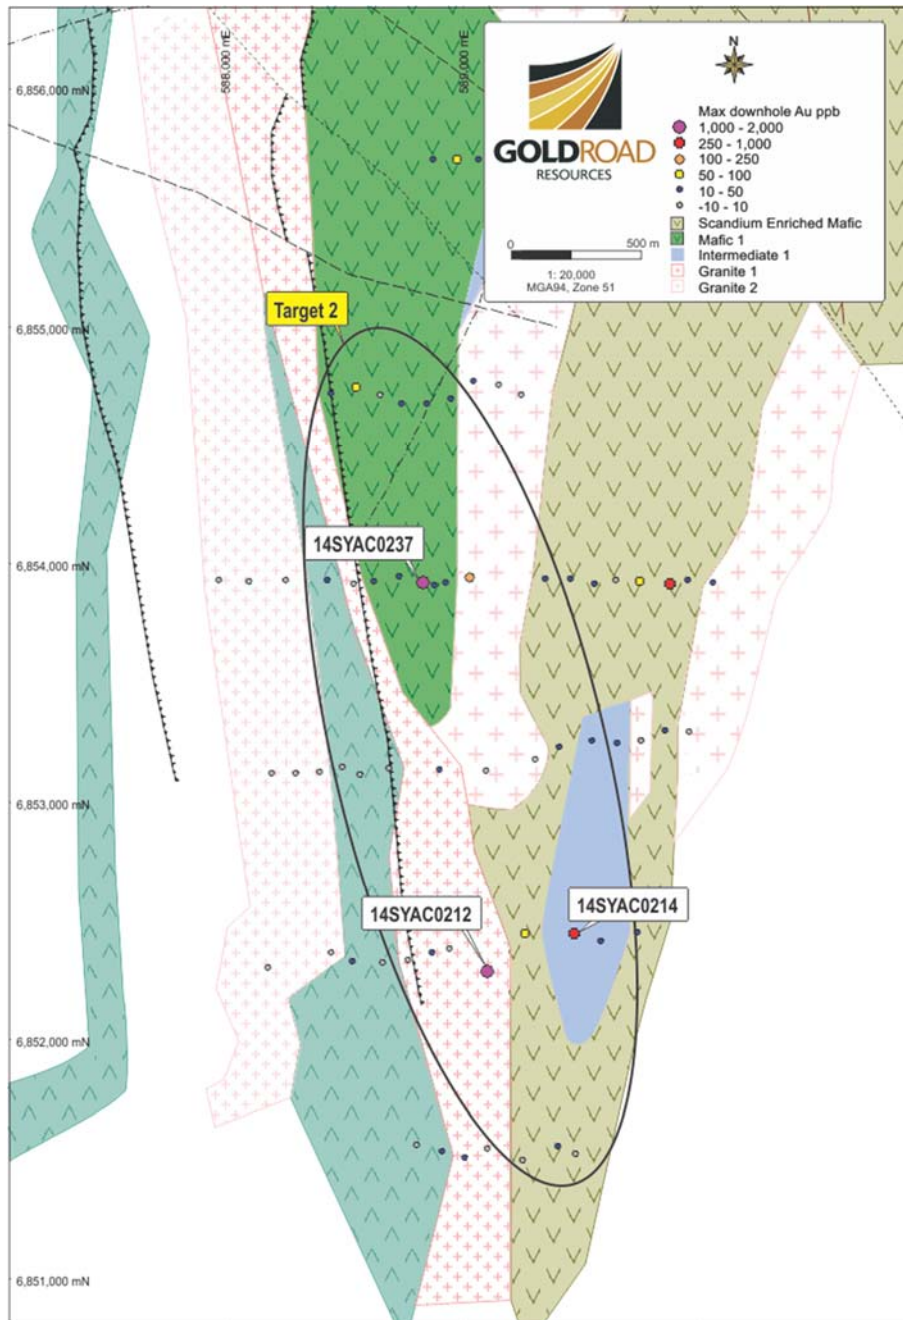 588,000 mE
589,000 mE
6,856,000 mN
N
GOLDROAD
RESOURCES
Max downhole Au ppb
1,000 - 2,000
250 - 1,000
100 - 250
50 - 100
10 - 50
-10 - 10
Scandium Enriched Mafic
Mafic 1
Intermediate 1
Granite 1
Granite 2
0 500 m
1: 20,000
MGA94, Zone 51
Target 2
6,855,000 mN
14SYAC0237
6,854,000 mN
6,853,000 mN
14SYAC0212
14SYAC0214
6,852,000 mN
6,851,000 mN